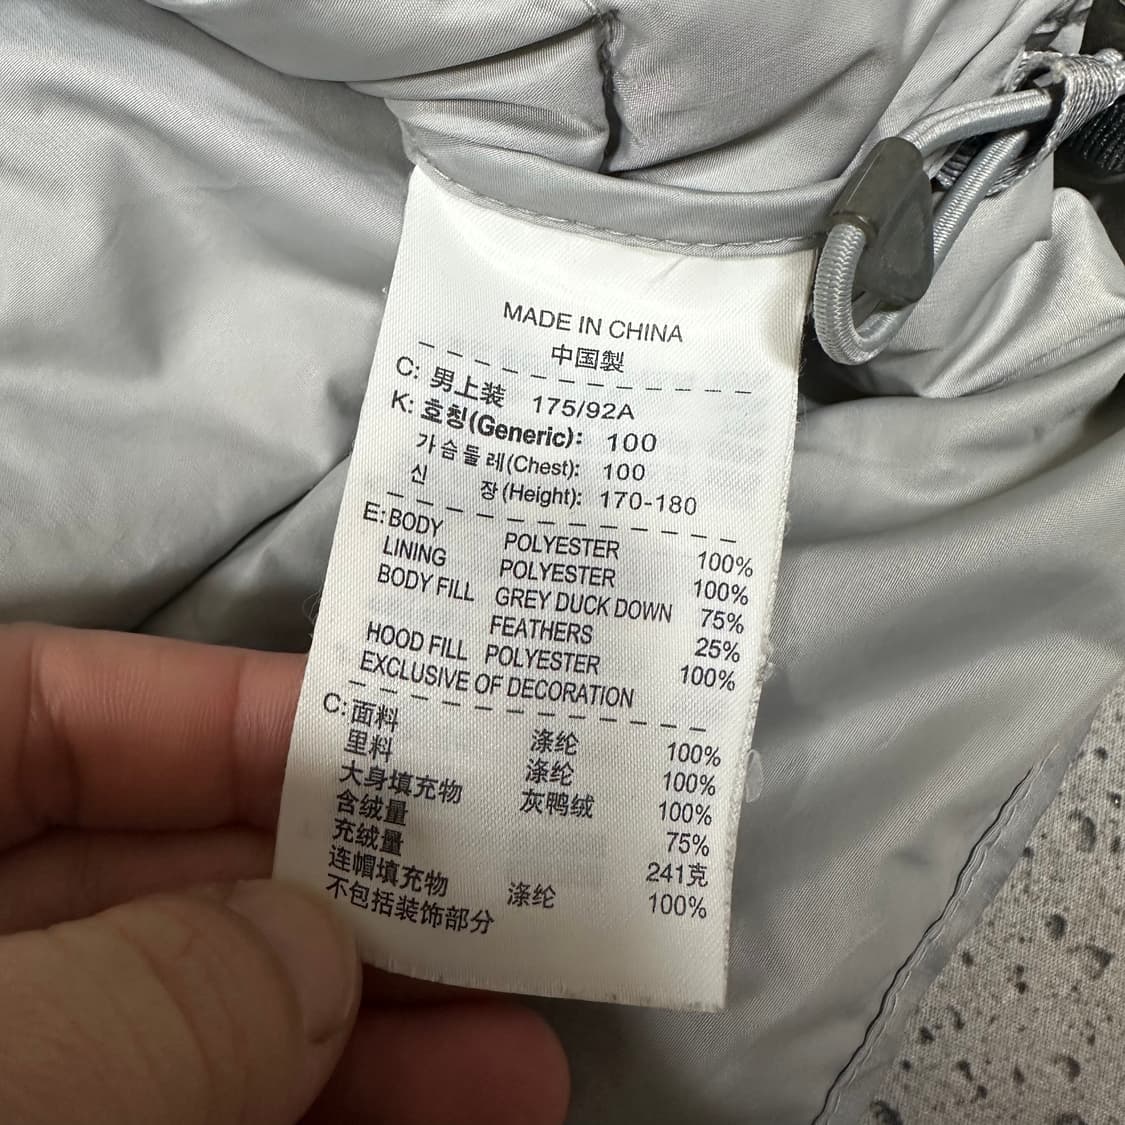 MADE IN CHINA
中国製
C: 男上装 175/92A
K: 호칭(Generic): 100
가슴둘레(Chest): 100
신 장(Height): 170-180
E: BODY POLYESTER 100%
LINING POLYESTER 100%
BODY FILL GREY DUCK DOWN 75%
FEATHERS 25%
HOOD FILL POLYESTER 100%
EXCLUSIVE OF DECORATION
C: 面料 涤纶 100%
里料 涤纶 100%
大身填充物 灰鸭绒 100%
含绒量 75%
充绒量 241克
连帽填充物 涤纶 100%
不包括装饰部分